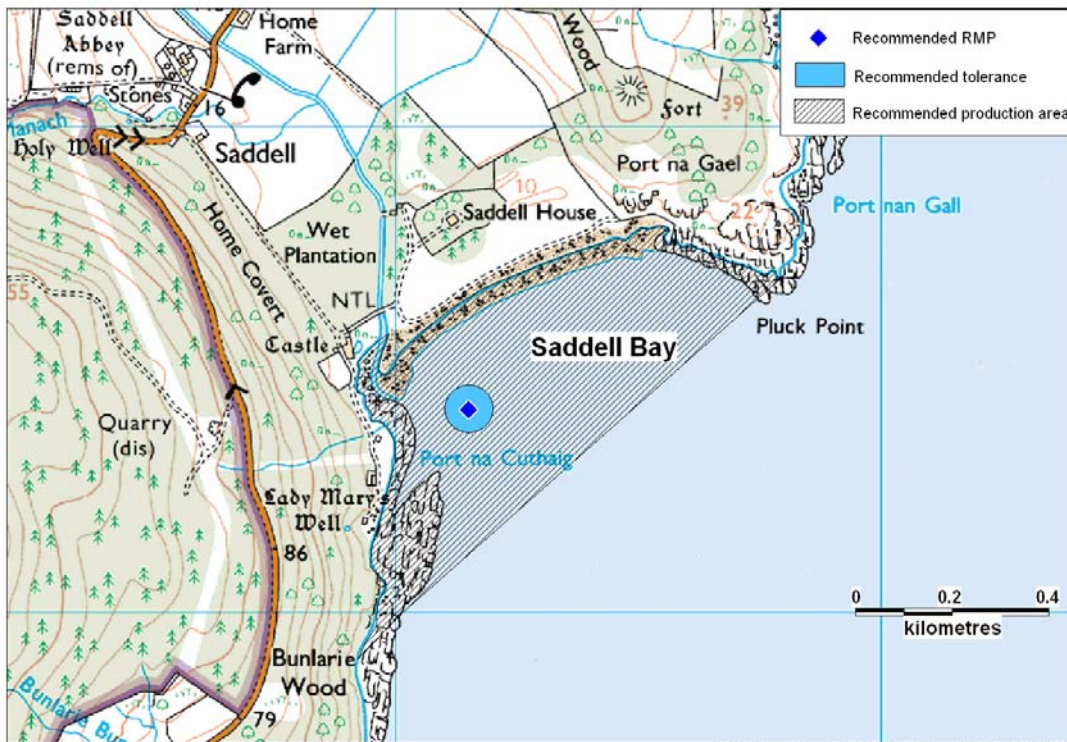 Saddell
Abbey
(rems of)
Stones
16
Home
Farm
Wood
Fort
39
Recommended RMP
Recommended tolerance
Recommended production area
Manach
Holy Well
Saddell
Port na Gael
10
22
Port nan Gall
Saddell House
Wet
Plantation
Home Covert
55
NTL
Castle
Pluck Point
Saddell Bay
Quarry
(dis)
Port na Cuthaig
Lady Mary's
Well
86
0 0.2 0.4
kilometres
Bunlarie
Wood
79